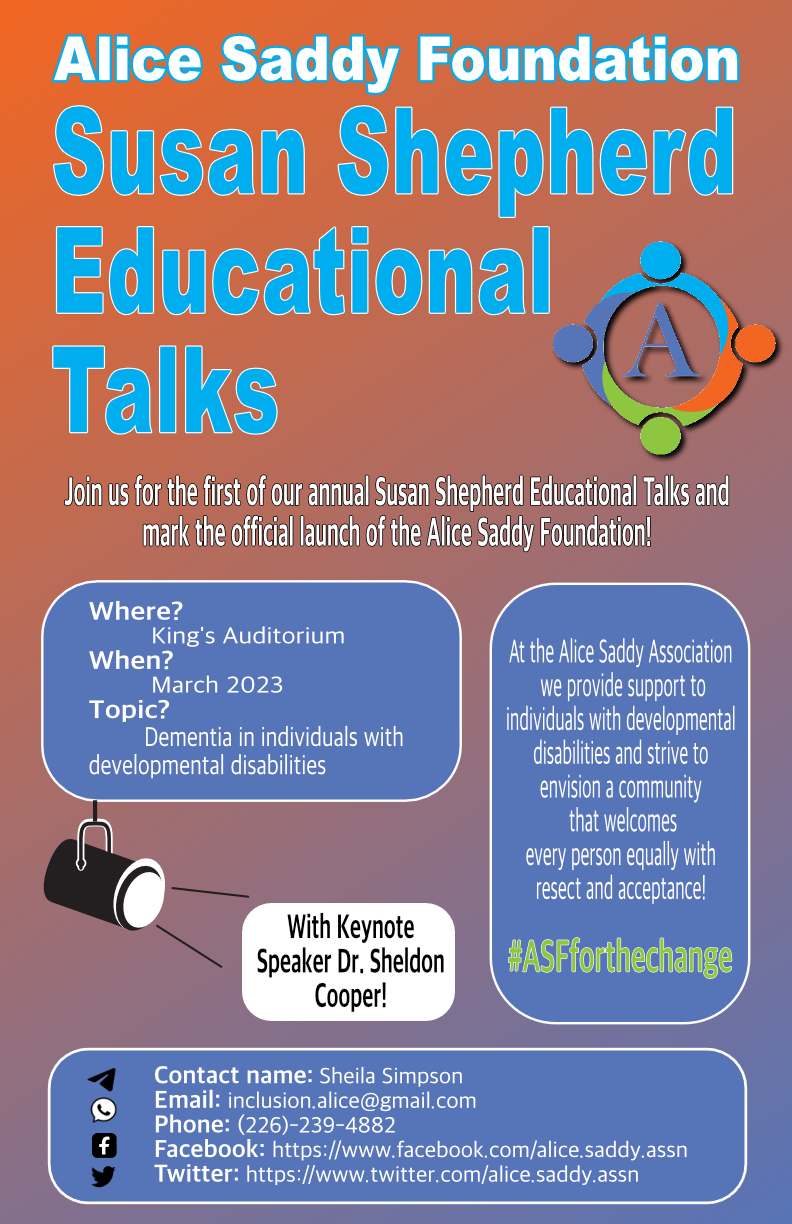 Alice Saddy Foundation
Susan Shepherd
Educational
Talks
A
Join us for the first of our annual Susan Shepherd Educational Talks and
mark the official launch of the Alice Saddy Foundation!
Where?
King's Auditorium
When?
March 2023
Topic?
Dementia in individuals with
developmental disabilities
At the Alice Saddy Association
we provide support to
individuals with developmental
disabilities and strive to
envision a community
that welcomes
every person equally with
resect and acceptance!
#ASFforthechange
With Keynote
Speaker Dr. Sheldon
Cooper!
Contact name: Sheila Simpson
Email: inclusion.alice@gmail.com
Phone: (226)-239-4882
Facebook: https://www.facebook.com/alice.saddy.assn
Twitter: https://www.twitter.com/alice.saddy.assn